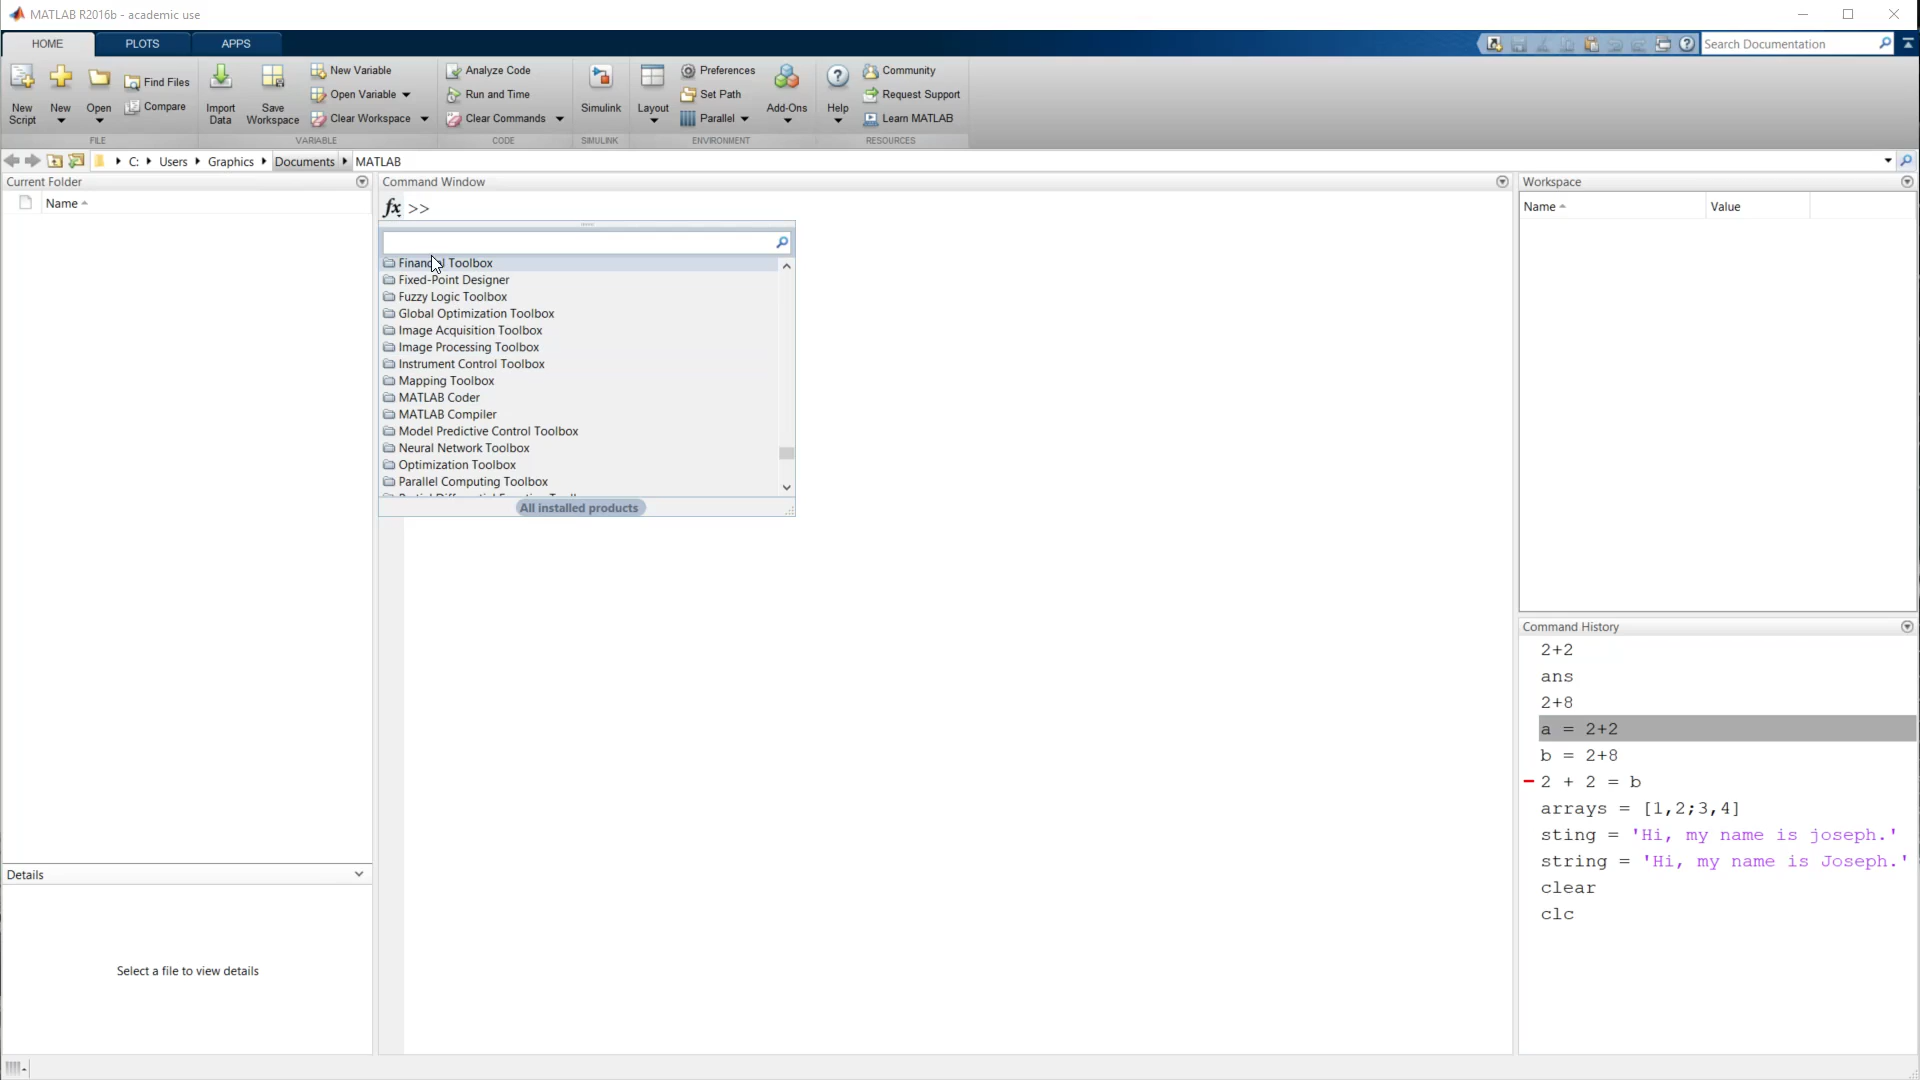 MATLAB R2016b - academic use
HOME
PLOTS
APPS
Search Documentation
New
Script
New
Open
Find Files
Compare
FILE
Import
Data
Save
Workspace
New Variable
Open Variable
Clear Workspace
VARIABLE
Analyze Code
Run and Time
Clear Commands
CODE
Simulink
SIMULINK
Layout
Preferences
Set Path
Parallel
Add-Ons
ENVIRONMENT
Help
Community
Request Support
Learn MATLAB
RESOURCES
C: Users Graphics Documents MATLAB
Current Folder
Name
Command Window
fx >>
Financial Toolbox
Fixed-Point Designer
Fuzzy Logic Toolbox
Global Optimization Toolbox
Image Acquisition Toolbox
Image Processing Toolbox
Instrument Control Toolbox
Mapping Toolbox
MATLAB Coder
MATLAB Compiler
Model Predictive Control Toolbox
Neural Network Toolbox
Optimization Toolbox
Parallel Computing Toolbox
All installed products
Workspace
Name
Value
Command History
2+2
ans
2+8
a = 2+2
b = 2+8
2 + 2 = b
arrays = [1,2;3,4]
sting = 'Hi, my name is joseph.'
string = 'Hi, my name is Joseph.'
clear
clc
Details
Select a file to view details